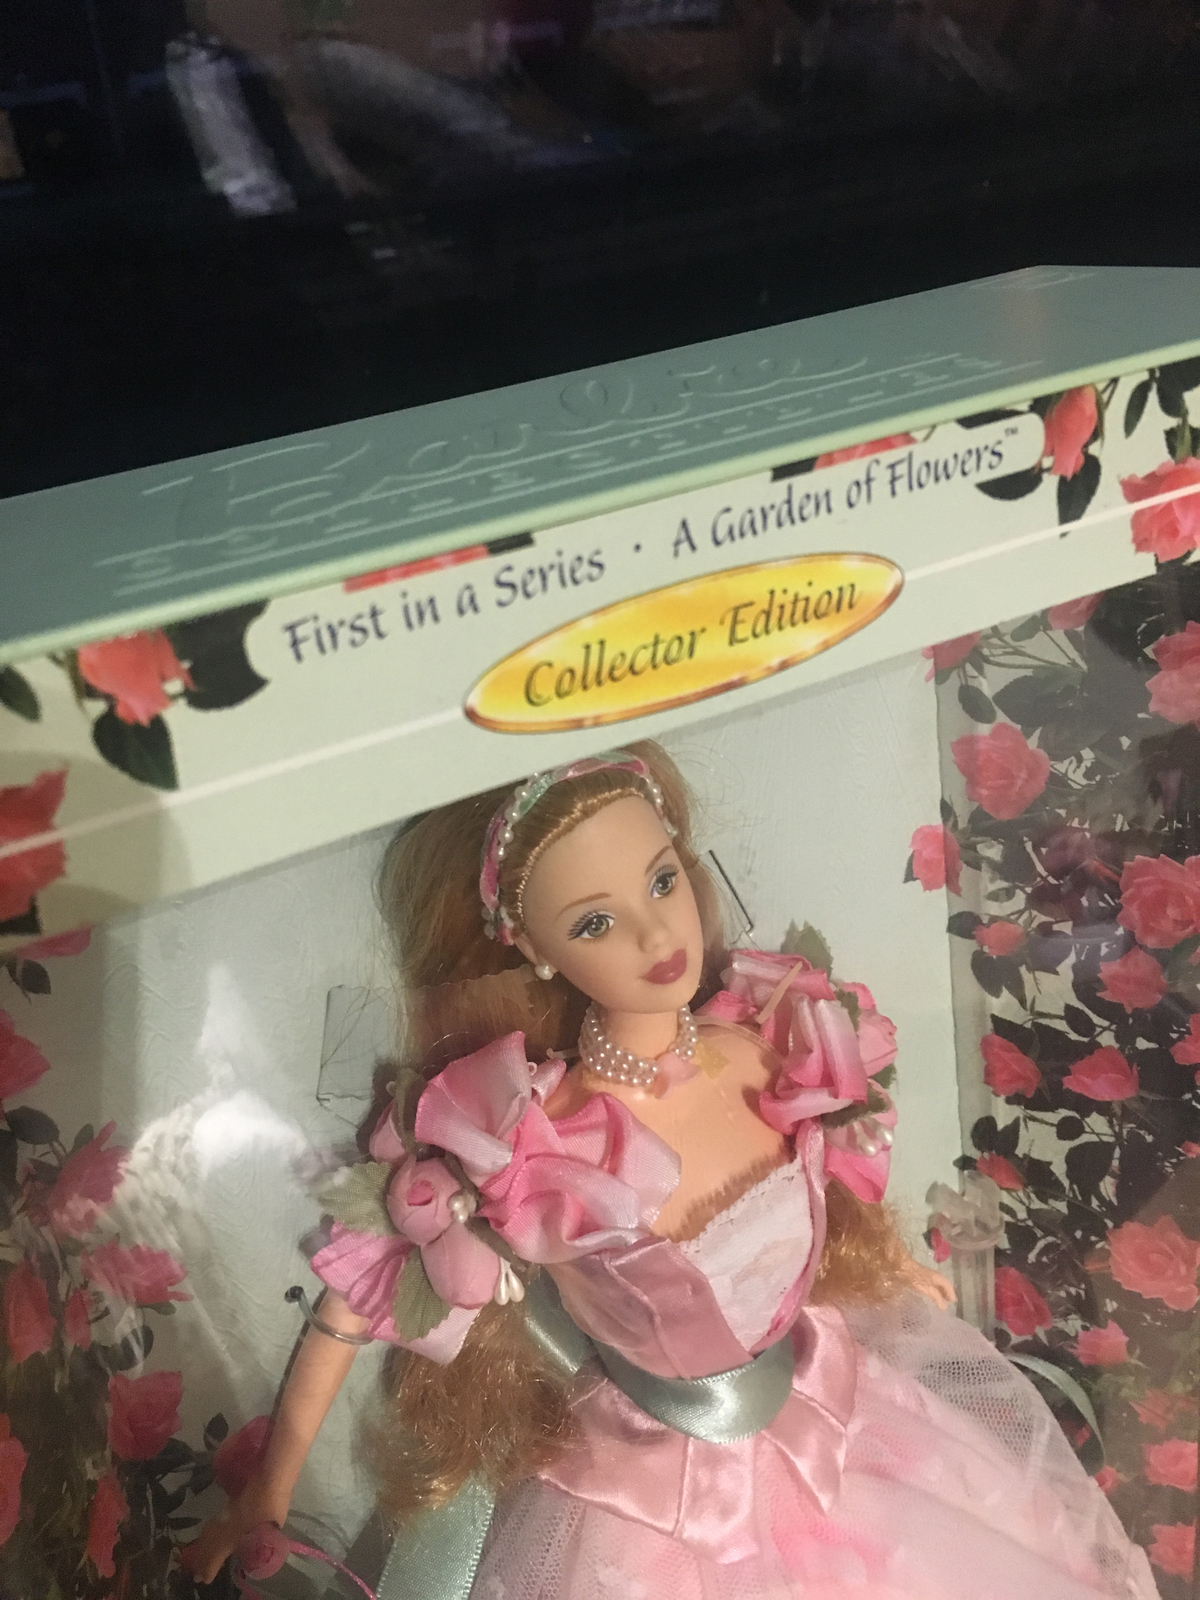 First in a Series · A Garden of Flowers™
Collector Edition